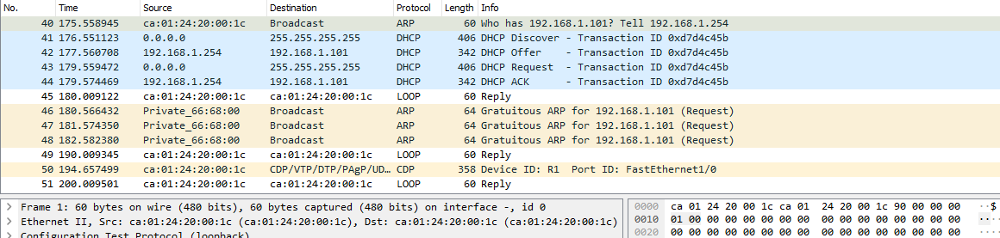 No. Time Source Destination Protocol Length Info
40 175.558945 ca:01:24:20:00:1c Broadcast ARP 60 Who has 192.168.1.101? Tell 192.168.1.254
41 176.551123 0.0.0.0 255.255.255.255 DHCP 406 DHCP Discover - Transaction ID 0xd7d4c45b
42 177.560708 192.168.1.254 192.168.1.101 DHCP 342 DHCP Offer - Transaction ID 0xd7d4c45b
43 179.559472 0.0.0.0 255.255.255.255 DHCP 406 DHCP Request - Transaction ID 0xd7d4c45b
44 179.574469 192.168.1.254 192.168.1.101 DHCP 342 DHCP ACK - Transaction ID 0xd7d4c45b
45 180.009122 ca:01:24:20:00:1c ca:01:24:20:00:1c LOOP 60 Reply
46 180.566432 Private_66:68:00 Broadcast ARP 64 Gratuitous ARP for 192.168.1.101 (Request)
47 181.574350 Private_66:68:00 Broadcast ARP 64 Gratuitous ARP for 192.168.1.101 (Request)
48 182.582380 Private_66:68:00 Broadcast ARP 64 Gratuitous ARP for 192.168.1.101 (Request)
49 190.009345 ca:01:24:20:00:1c ca:01:24:20:00:1c LOOP 60 Reply
50 194.657499 ca:01:24:20:00:1c CDP/VTP/DTP/PAgP/UD… CDP 358 Device ID: R1 Port ID: FastEthernet1/0
51 200.009501 ca:01:24:20:00:1c ca:01:24:20:00:1c LOOP 60 Reply
Frame 1: 60 bytes on wire (480 bits), 60 bytes captured (480 bits) on interface -, id 0
Ethernet II, Src: ca:01:24:20:00:1c (ca:01:24:20:00:1c), Dst: ca:01:24:20:00:1c (ca:01:24:20:00:1c)
Configuration Test Protocol (loopback)
0000 ca 01 24 20 00 1c ca 01 24 20 00 1c 90 00 00 00 ··$
0010 01 00 00 00 00 00 00 00 00 00 00 00 00 00 00 00 ····
0020 00 00 00 00 00 00 00 00 00 00 00 00 00 00 00 00